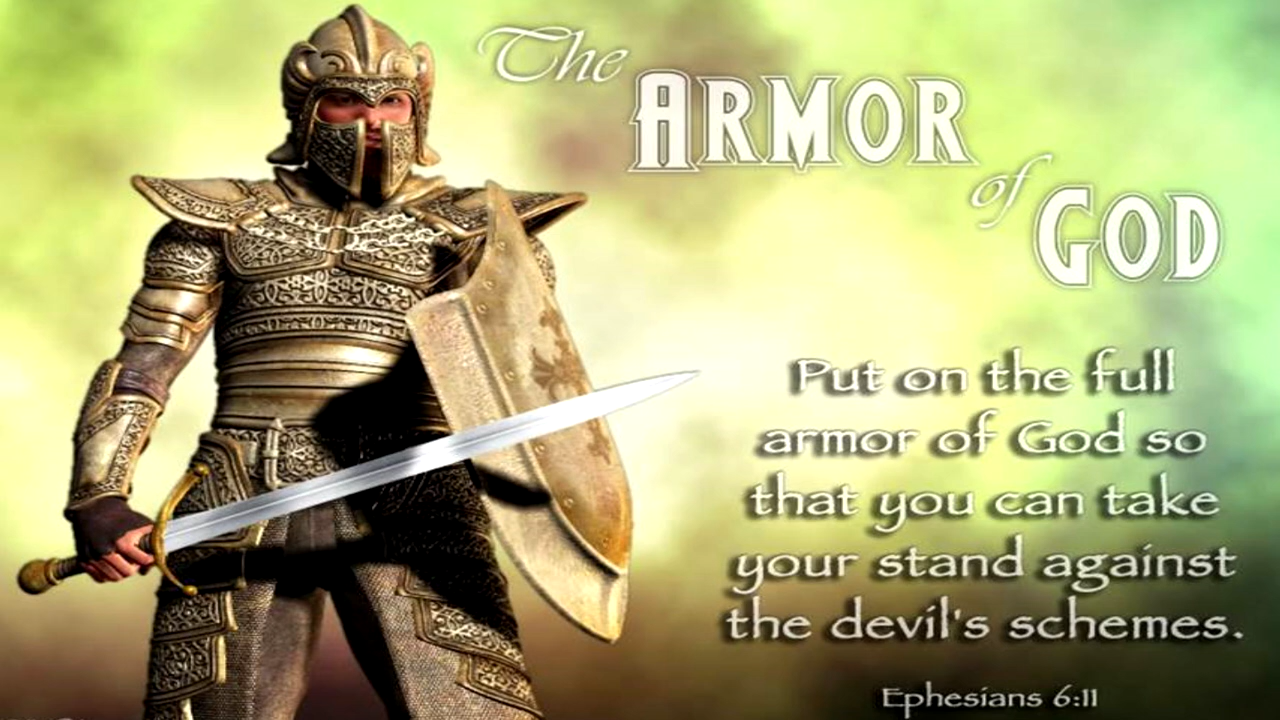 The
ARMOR
of
GOD
Put on the full
armor of God so
that you can take
your stand against
the devil's schemes.
Ephesians 6:11